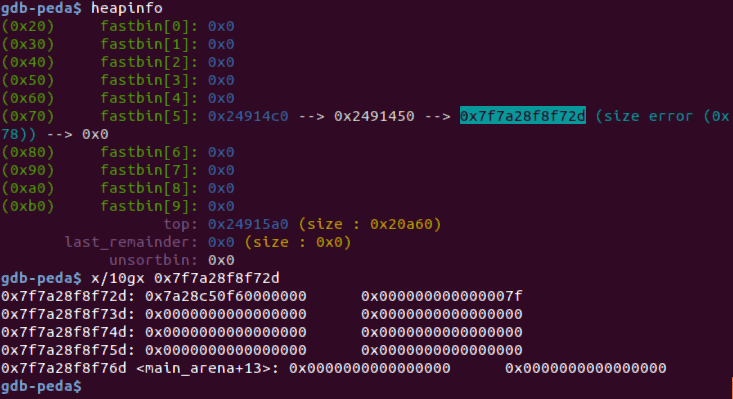 gdb-peda$ heapinfo
(0x20)     fastbin[0]: 0x0
(0x30)     fastbin[1]: 0x0
(0x40)     fastbin[2]: 0x0
(0x50)     fastbin[3]: 0x0
(0x60)     fastbin[4]: 0x0
(0x70)     fastbin[5]: 0x24914c0 --> 0x2491450 --> 0x7f7a28f8f72d (size error (0x
78)) --> 0x0
(0x80)     fastbin[6]: 0x0
(0x90)     fastbin[7]: 0x0
(0xa0)     fastbin[8]: 0x0
(0xb0)     fastbin[9]: 0x0
top: 0x24915a0 (size : 0x20a60)
last_remainder: 0x0 (size : 0x0)
unsortbin: 0x0
gdb-peda$ x/10gx 0x7f7a28f8f72d
0x7f7a28f8f72d: 0x7a28c50f60000000      0x000000000000007f
0x7f7a28f8f73d: 0x0000000000000000      0x0000000000000000
0x7f7a28f8f74d: 0x0000000000000000      0x0000000000000000
0x7f7a28f8f75d: 0x0000000000000000      0x0000000000000000
0x7f7a28f8f76d <main_arena+13>: 0x0000000000000000      0x0000000000000000
gdb-peda$